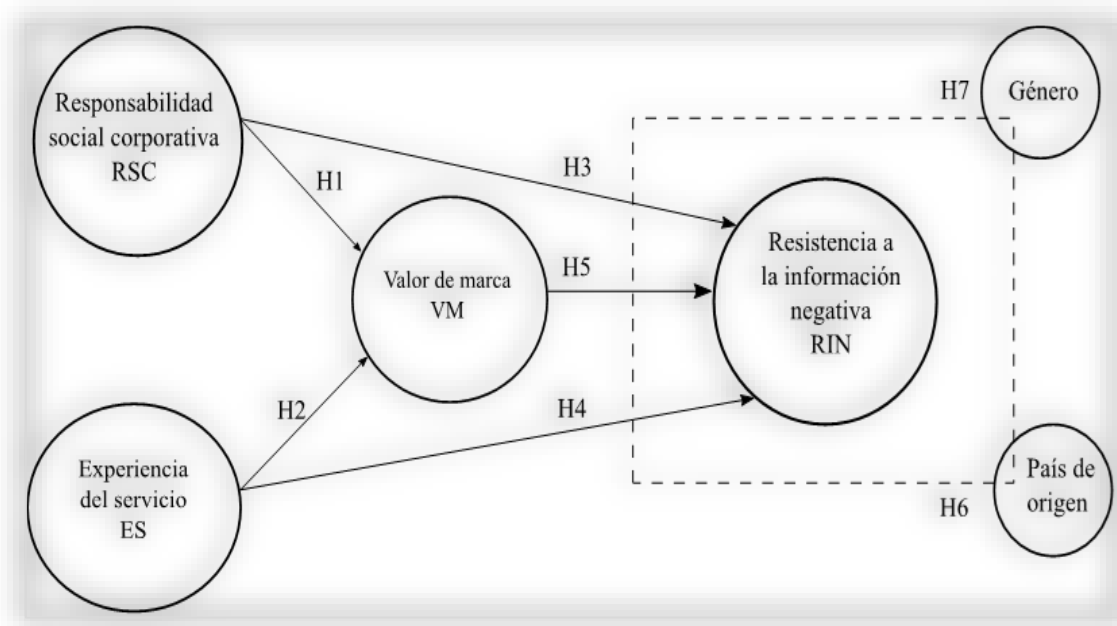 Responsabilidad
social corporativa
RSC
H1
H3
H7
Género
Valor de marca
VM
H5
Resistencia a
la información
negativa
RIN
H2
H4
Experiencia
del servicio
ES
H6
País de
origen